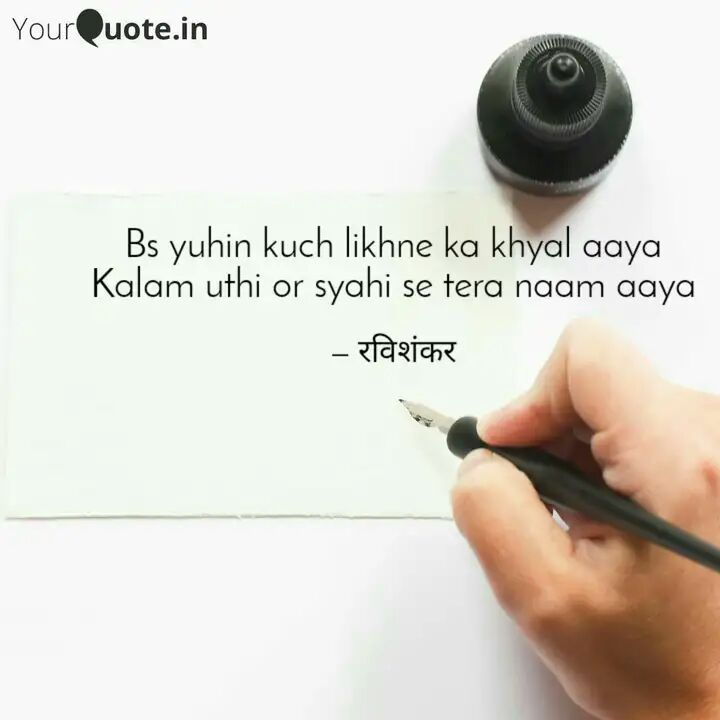 YourQuote.in
Bs yuhin kuch likhne ka khyal aaya
Kalam uthi or syahi se tera naam aaya
– रविशंकर